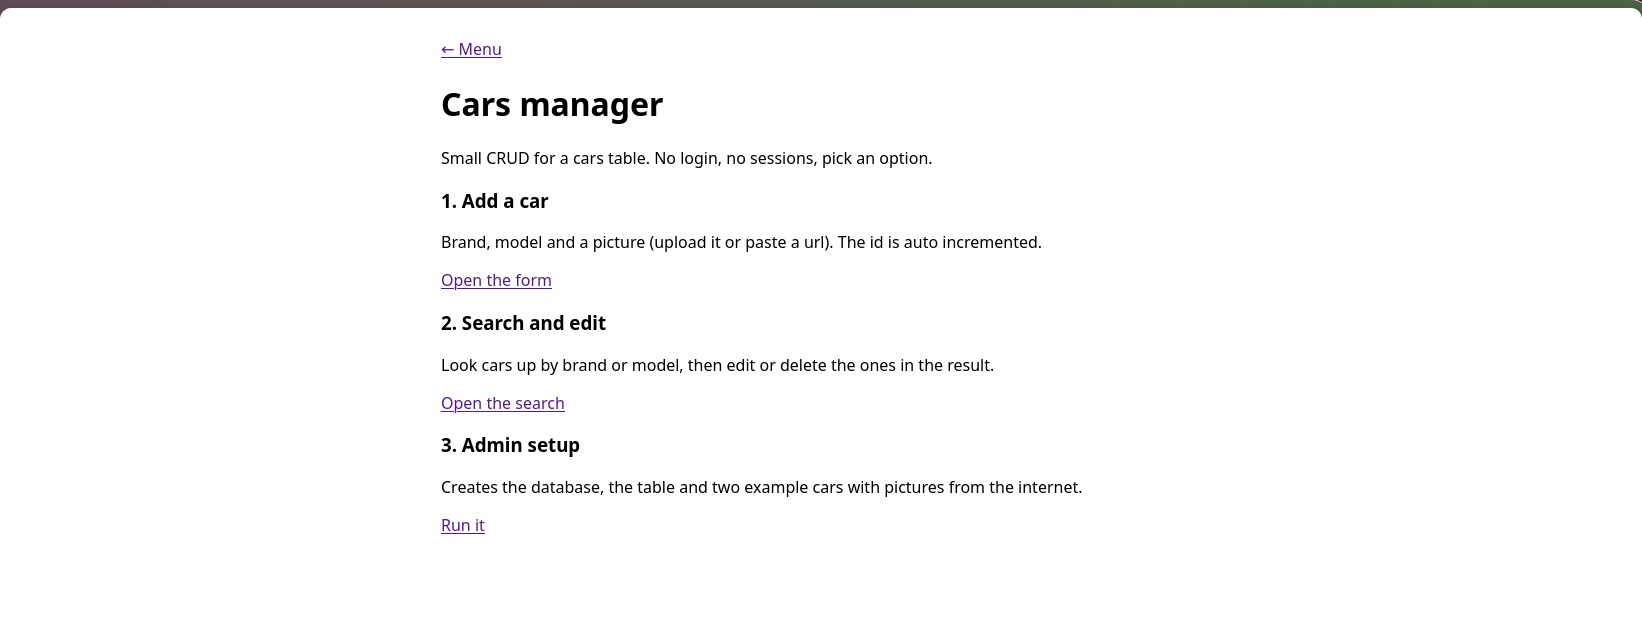 ← Menu
Cars manager
Small CRUD for a cars table. No login, no sessions, pick an option.
1. Add a car
Brand, model and a picture (upload it or paste a url). The id is auto incremented.
Open the form
2. Search and edit
Look cars up by brand or model, then edit or delete the ones in the result.
Open the search
3. Admin setup
Creates the database, the table and two example cars with pictures from the internet.
Run it